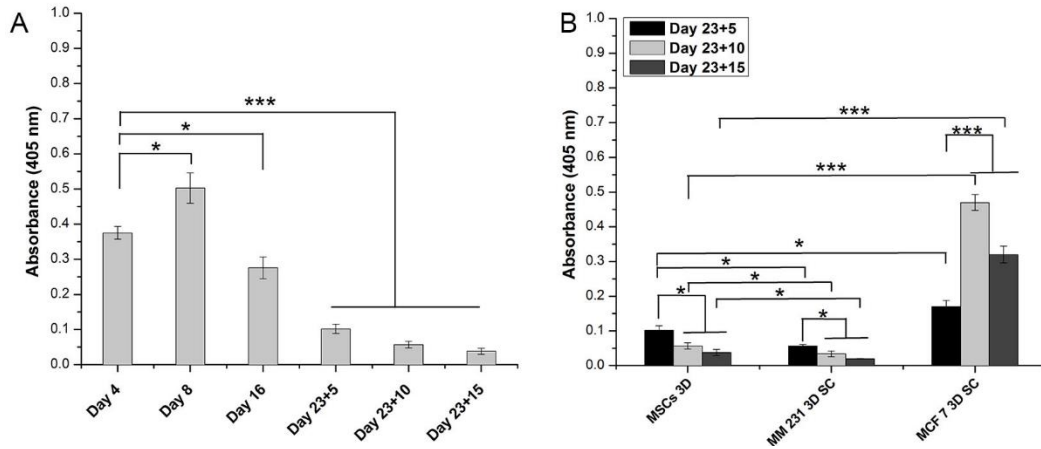 A
Absorbance (405 nm)
1.0
0.9
0.8
0.7
0.6
0.5
0.4
0.3
0.2
0.1
0.0
***
*
*
Day 4
Day 8
Day 16
Day 23+5
Day 23+10
Day 23+15
B
Absorbance (405 nm)
1.0
0.9
0.8
0.7
0.6
0.5
0.4
0.3
0.2
0.1
0.0
Day 23+5
Day 23+10
Day 23+15
***
***
***
*
*
*
*
*
*
MSCs 3D
MM 231 3D SC
MCF 7 3D SC